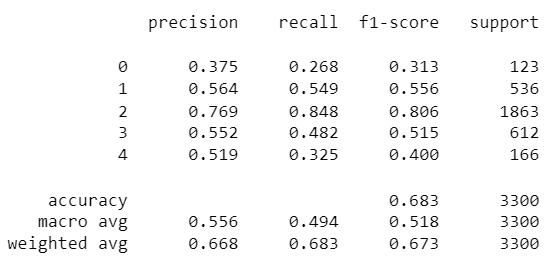 precision recall f1-score support
0 0.375 0.268 0.313 123
1 0.564 0.549 0.556 536
2 0.769 0.848 0.806 1863
3 0.552 0.482 0.515 612
4 0.519 0.325 0.400 166
accuracy 0.683 3300
macro avg 0.556 0.494 0.518 3300
weighted avg 0.668 0.683 0.673 3300